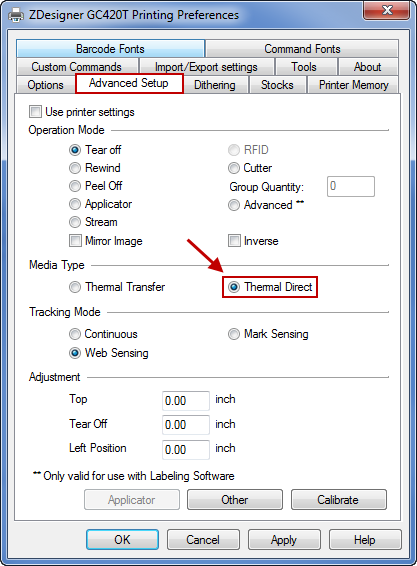 ZDesigner GC420T Printing Preferences
Barcode Fonts Command Fonts
Custom Commands Import/Export settings Tools About
Options Advanced Setup Dithering Stocks Printer Memory
Use printer settings
Operation Mode
Tear off RFID
Rewind Cutter
Peel Off Group Quantity: 0
Applicator Advanced **
Stream
Mirror Image Inverse
Media Type
Thermal Transfer Thermal Direct
Tracking Mode
Continuous Mark Sensing
Web Sensing
Adjustment
Top 0.00 inch
Tear Off 0.00 inch
Left Position 0.00 inch
** Only valid for use with Labeling Software
Applicator Other Calibrate
OK Cancel Apply Help